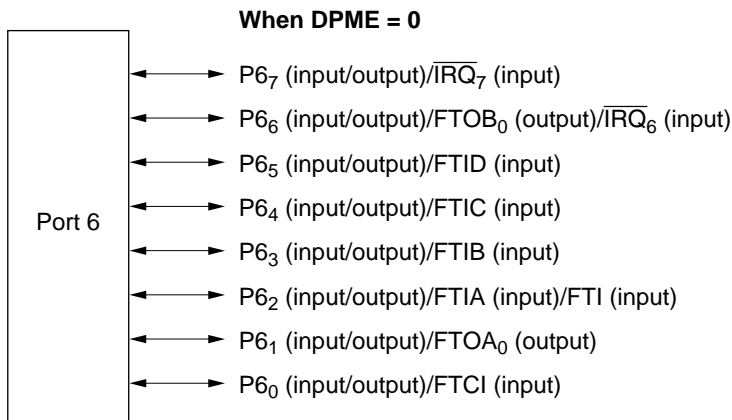 When DPME = 0
P6₇ (input/output)/I̅R̅Q̅₇ (input)
P6₆ (input/output)/FTOB₀ (output)/I̅R̅Q̅₆ (input)
P6₅ (input/output)/FTID (input)
P6₄ (input/output)/FTIC (input)
Port 6
P6₃ (input/output)/FTIB (input)
P6₂ (input/output)/FTIA (input)/FTI (input)
P6₁ (input/output)/FTOA₀ (output)
P6₀ (input/output)/FTCI (input)